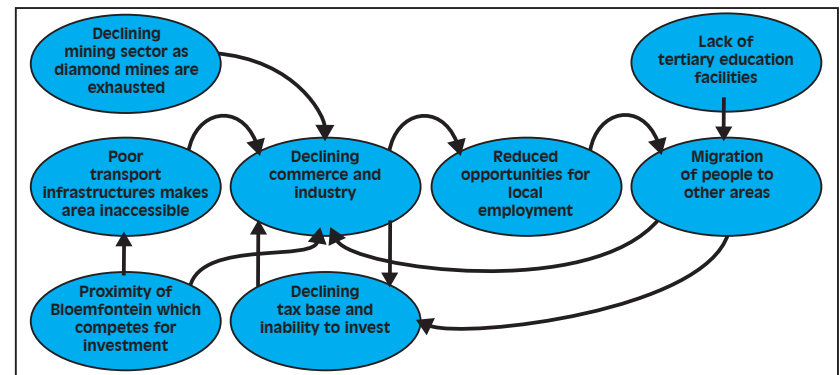 Declining
mining sector as
diamond mines are
exhausted
Lack of
tertiary education
facilities
Poor
transport
infrastructures makes
area inaccessible
Declining
commerce and
industry
Reduced
opportunities for
local
employment
Migration
of people to
other areas
Proximity of
Bloemfontein which
competes for
investment
Declining
tax base and
inability to invest